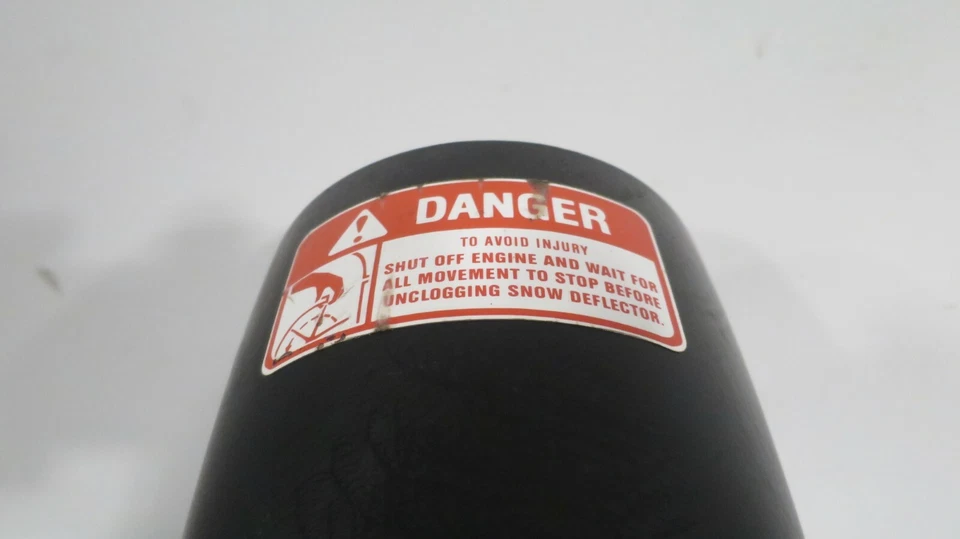 DANGER
TO AVOID INJURY
SHUT OFF ENGINE AND WAIT FOR
ALL MOVEMENT TO STOP BEFORE
UNCLOGGING SNOW DEFLECTOR.